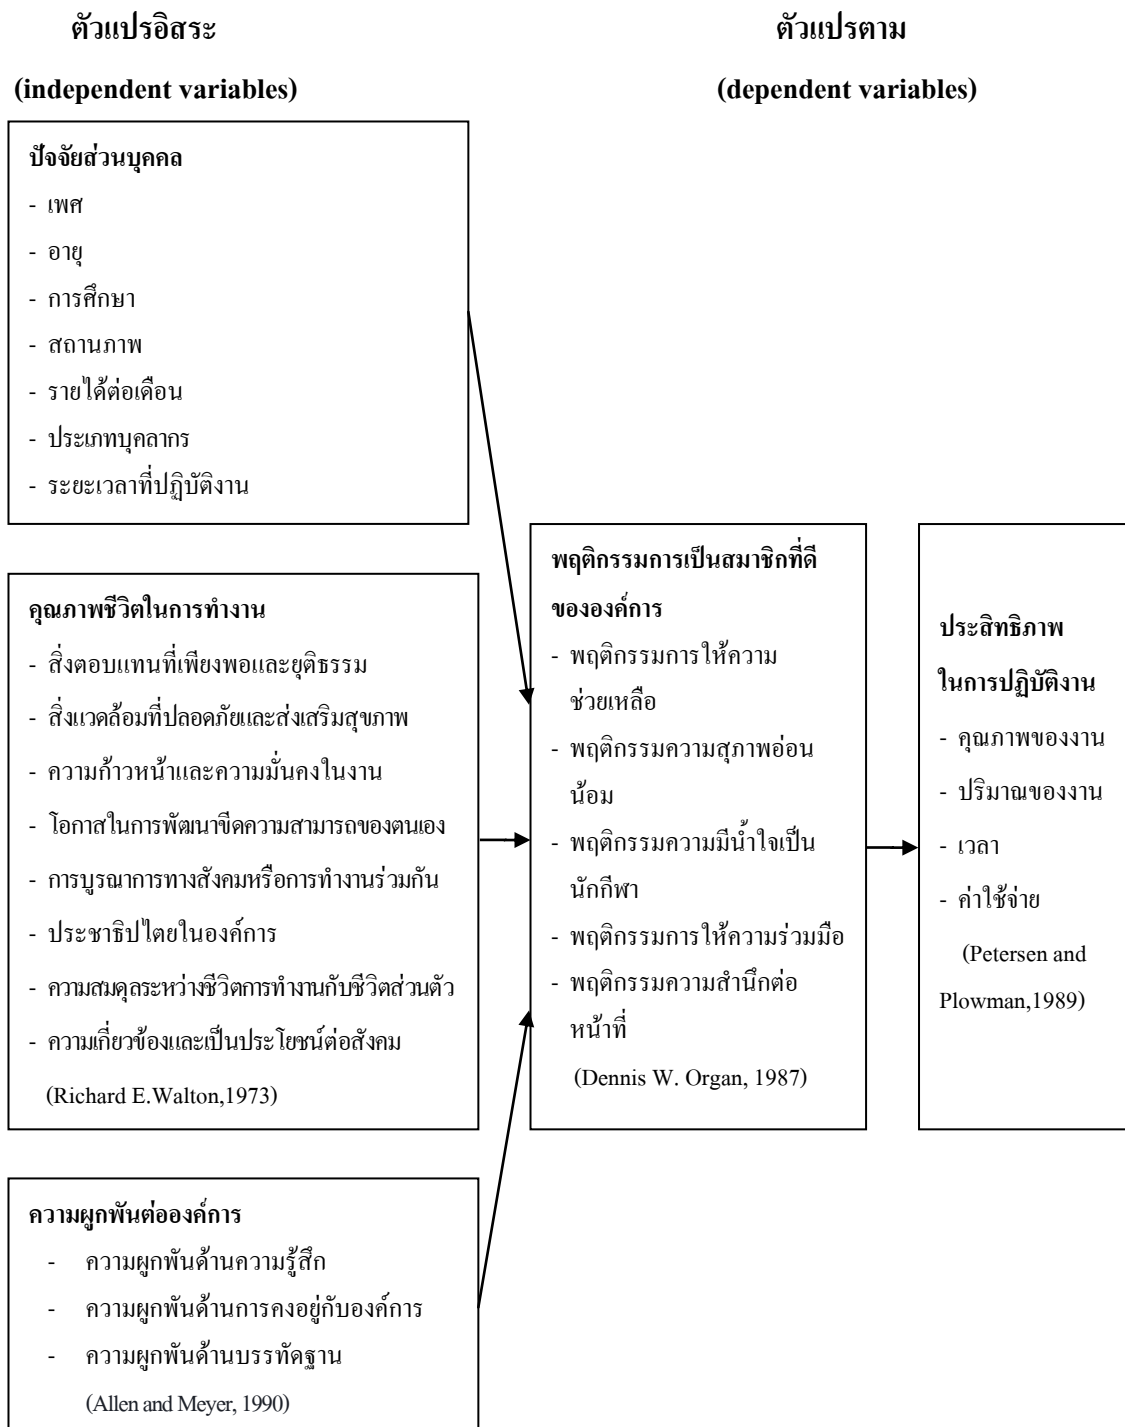 ตัวแปรอิสระ
(independent variables)
ตัวแปรตาม
(dependent variables)
ปัจจัยส่วนบุคคล
- เพศ
- อายุ
- การศึกษา
- สถานภาพ
- รายได้ต่อเดือน
- ประเภทบุคลากร
- ระยะเวลาที่ปฏิบัติงาน
คุณภาพชีวิตในการทำงาน
- สิ่งตอบแทนที่เพียงพอและยุติธรรม
- สิ่งแวดล้อมที่ปลอดภัยและส่งเสริมสุขภาพ
- ความก้าวหน้าและความมั่นคงในงาน
- โอกาสในการพัฒนาขีดความสามารถของตนเอง
- การบูรณาการทางสังคมหรือการทำงานร่วมกัน
- ประชาธิปไตยในองค์การ
- ความสมดุลระหว่างชีวิตการทำงานกับชีวิตส่วนตัว
- ความเกี่ยวข้องและเป็นประโยชน์ต่อสังคม
(Richard E.Walton,1973)
ความผูกพันต่อองค์การ
- ความผูกพันด้านความรู้สึก
- ความผูกพันด้านการคงอยู่กับองค์การ
- ความผูกพันด้านบรรทัดฐาน
(Allen and Meyer, 1990)
พฤติกรรมการเป็นสมาชิกที่ดี
ขององค์การ
- พฤติกรรมการให้ความ
ช่วยเหลือ
- พฤติกรรมความสุภาพอ่อน
น้อม
- พฤติกรรมความมีน้ำใจเป็น
นักกีฬา
- พฤติกรรมการให้ความร่วมมือ
- พฤติกรรมความสำนึกต่อ
หน้าที่
(Dennis W. Organ, 1987)
ประสิทธิภาพ
ในการปฏิบัติงาน
- คุณภาพของงาน
- ปริมาณของงาน
- เวลา
- ค่าใช้จ่าย
(Petersen and
Plowman,1989)